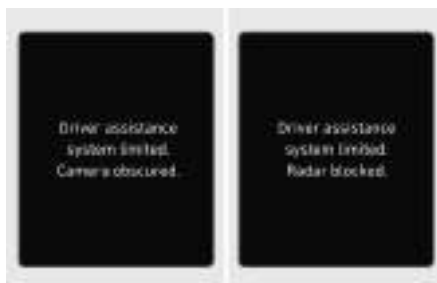 Driver assistance
system limited.
Camera obscured.
Driver assistance
system limited.
Radar blocked.